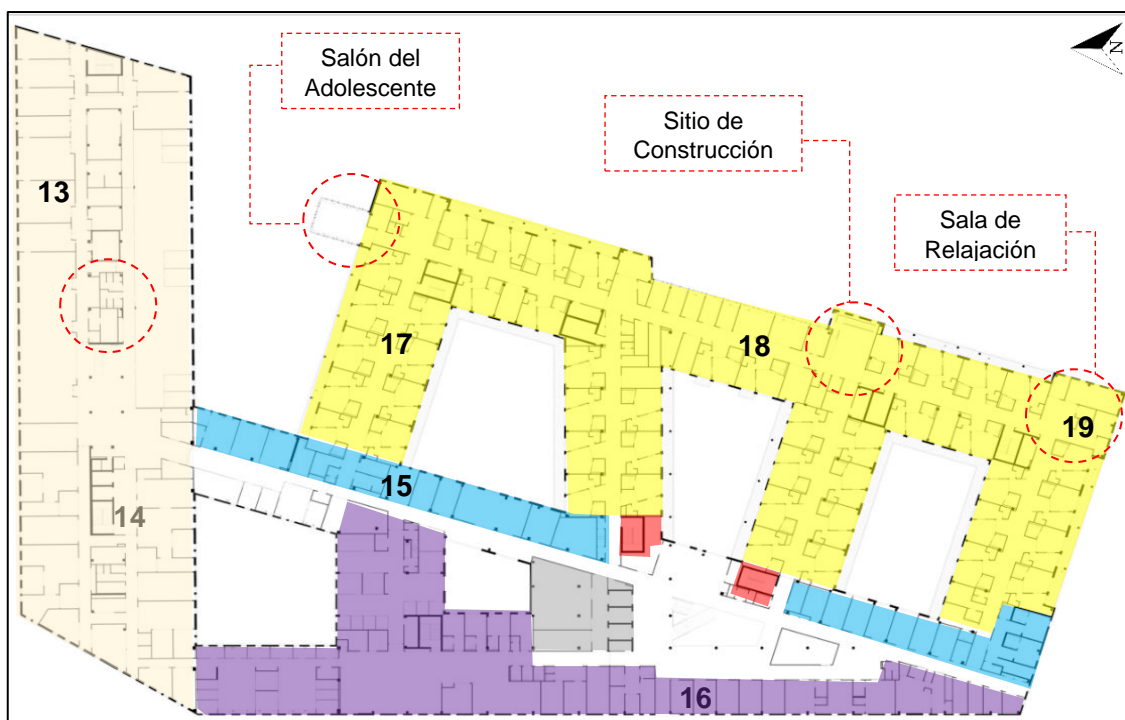 Salón del
Adolescente
N
Sitio de
Construcción
Sala de
Relajación
13
17
18
19
15
14
16